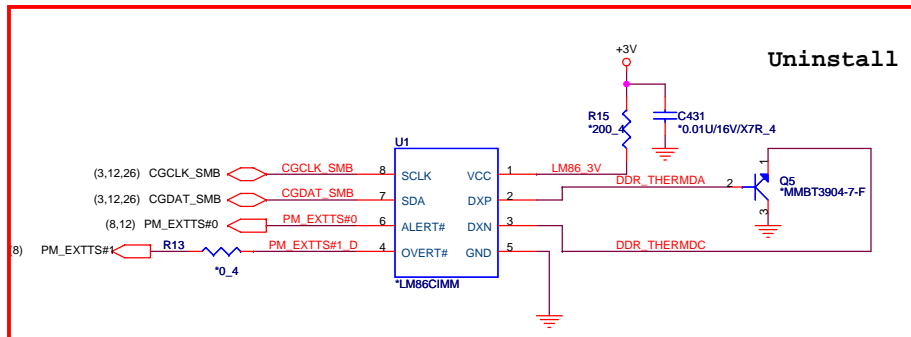 +3V
Uninstall
R15
*200_4
C431
*0.01U/16V/X7R_4
U1
(3,12,26) CGCLK_SMB CGCLK_SMB 8 SCLK VCC 1 LM86_3V
(3,12,26) CGDAT_SMB CGDAT_SMB 7 SDA DXP 2 DDR_THERMDA 2
1
Q5
*MMBT3904-7-F
3
(8,12) PM_EXTTS#0 PM_EXTTS#0 6 ALERT# DXN 3 DDR_THERMDC
(8) PM_EXTTS#1 R13 PM_EXTTS#1_D 4 OVERT# GND 5
*0_4
*LM86CIMM